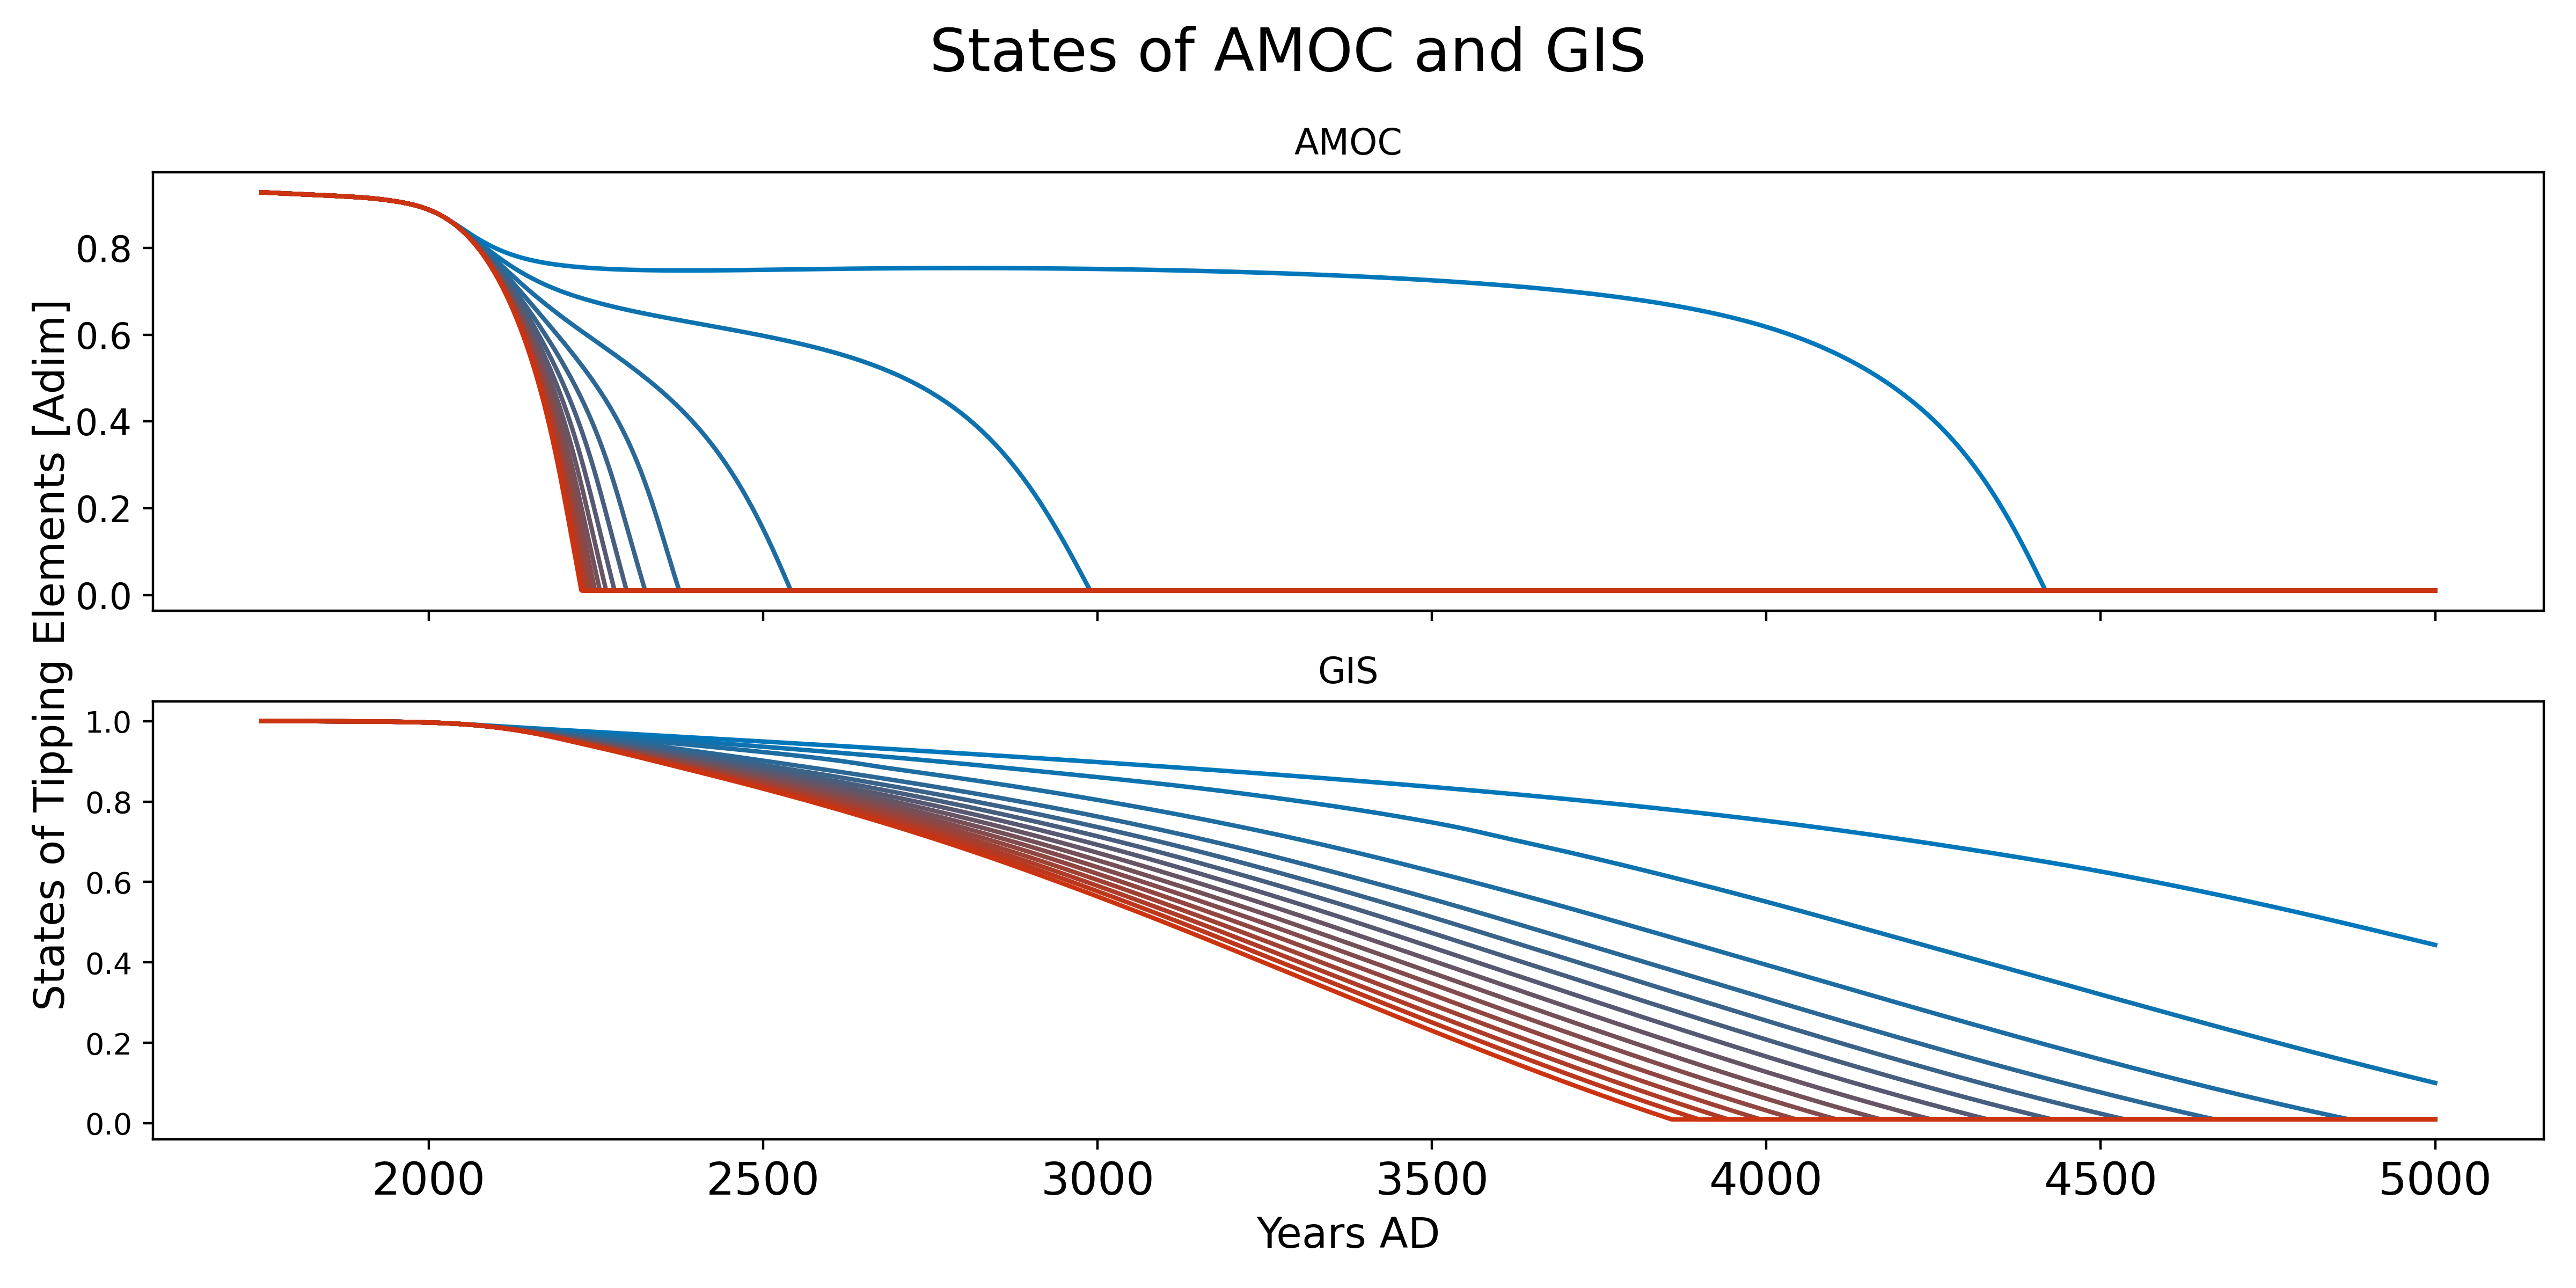 States of AMOC and GIS
AMOC
States of Tipping Elements [Adim]
0.8
0.6
0.4
0.2
0.0
GIS
1.0
0.8
0.6
0.4
0.2
0.0
2000 2500 3000 3500 4000 4500 5000
Years AD